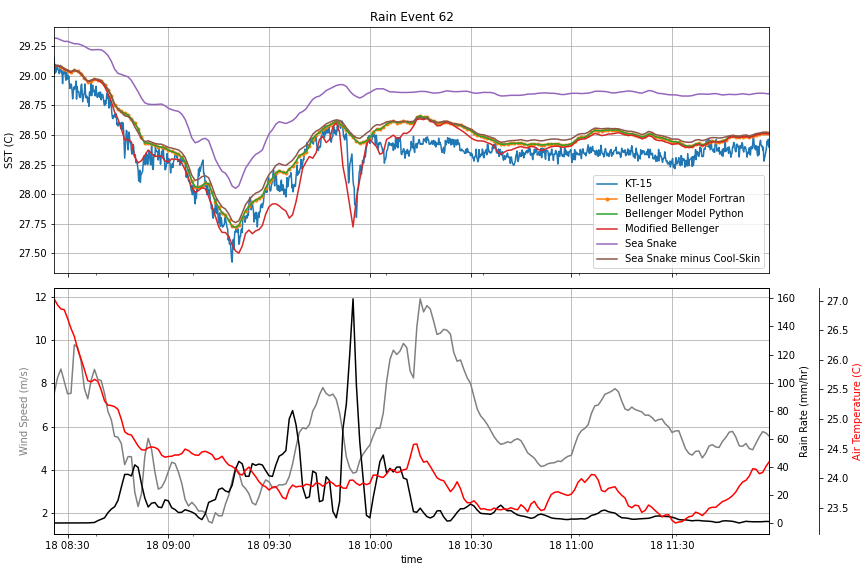 Rain Event 62
SST (C)
29.25
29.00
28.75
28.50
28.25
28.00
27.75
27.50
KT-15
Bellenger Model Fortran
Bellenger Model Python
Modified Bellenger
Sea Snake
Sea Snake minus Cool-Skin
Wind Speed (m/s)
12
10
8
6
4
2
160
140
120
100
80
60
40
20
0
Rain Rate (mm/hr)
27.0
26.5
26.0
25.5
25.0
24.5
24.0
23.5
Air Temperature (C)
18 08:30 18 09:00 18 09:30 18 10:00 18 10:30 18 11:00 18 11:30
time